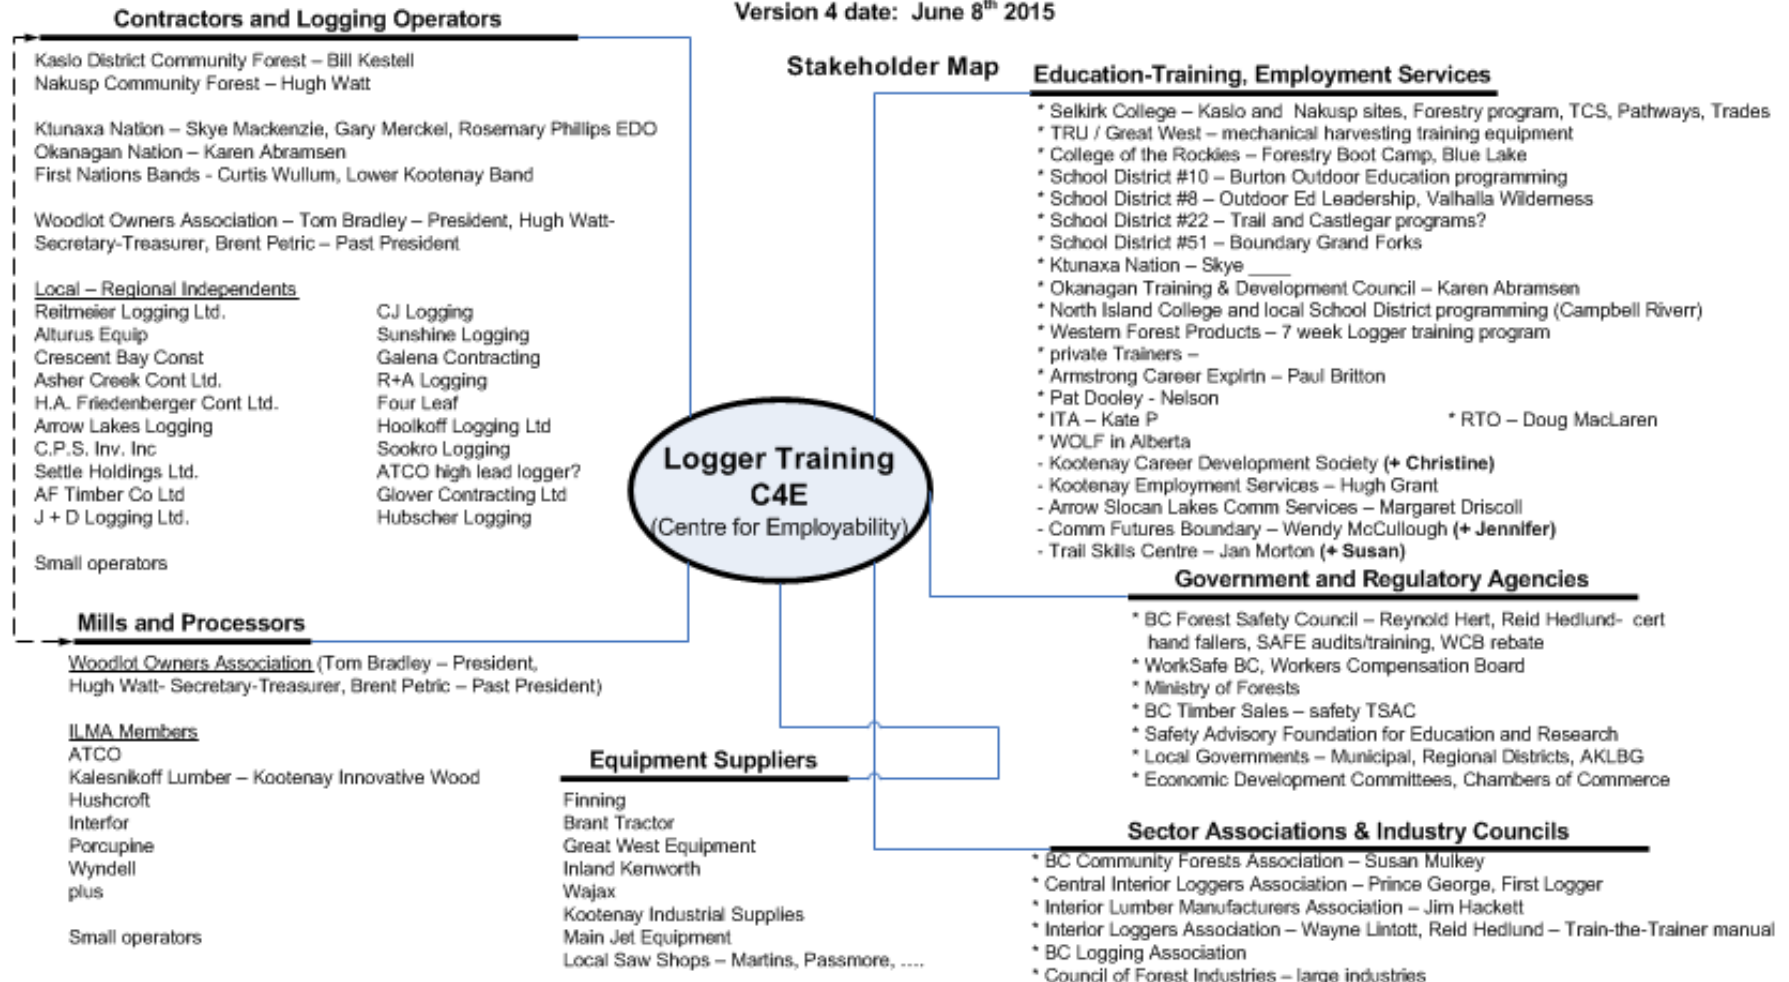 Version 4 date: June 8th 2015
Stakeholder Map
Contractors and Logging Operators
Kaslo District Community Forest – Bill Kestell
Nakusp Community Forest – Hugh Watt
Ktunaxa Nation – Skye Mackenzie, Gary Merckel, Rosemary Phillips EDO
Okanagan Nation – Karen Abramsen
First Nations Bands - Curtis Wullum, Lower Kootenay Band
Woodlot Owners Association – Tom Bradley – President, Hugh Watt-
Secretary-Treasurer, Brent Petric – Past President
Local – Regional Independents
Reitmeier Logging Ltd.
Alturus Equip
Crescent Bay Const
Asher Creek Cont Ltd.
H.A. Friedenberger Cont Ltd.
Arrow Lakes Logging
C.P.S. Inv. Inc
Settle Holdings Ltd.
AF Timber Co Ltd
J + D Logging Ltd.
CJ Logging
Sunshine Logging
Galena Contracting
R+A Logging
Four Leaf
Hoolkoff Logging Ltd
Sookro Logging
ATCO high lead logger?
Glover Contracting Ltd
Hubscher Logging
Small operators
Mills and Processors
Woodlot Owners Association (Tom Bradley – President,
Hugh Watt- Secretary-Treasurer, Brent Petric – Past President)
ILMA Members
ATCO
Kalesnikoff Lumber – Kootenay Innovative Wood
Hushcroft
Interfor
Porcupine
Wyndell
plus
Small operators
Logger Training
C4E
(Centre for Employability)
Equipment Suppliers
Finning
Brant Tractor
Great West Equipment
Inland Kenworth
Wajax
Kootenay Industrial Supplies
Main Jet Equipment
Local Saw Shops – Martins, Passmore, ....
Education-Training, Employment Services
* Selkirk College – Kaslo and Nakusp sites, Forestry program, TCS, Pathways, Trades
* TRU / Great West – mechanical harvesting training equipment
* College of the Rockies – Forestry Boot Camp, Blue Lake
* School District #10 – Burton Outdoor Education programming
* School District #8 – Outdoor Ed Leadership, Valhalla Wilderness
* School District #22 – Trail and Castlegar programs?
* School District #51 – Boundary Grand Forks
* Ktunaxa Nation – Skye ____
* Okanagan Training & Development Council – Karen Abramsen
* North Island College and local School District programming (Campbell Riverr)
* Western Forest Products – 7 week Logger training program
* private Trainers –
* Armstrong Career Explrtn – Paul Britton
* Pat Dooley - Nelson
* ITA – Kate P * RTO – Doug MacLaren
* WOLF in Alberta
- Kootenay Career Development Society (+ Christine)
- Kootenay Employment Services – Hugh Grant
- Arrow Slocan Lakes Comm Services – Margaret Driscoll
- Comm Futures Boundary – Wendy McCullough (+ Jennifer)
- Trail Skills Centre – Jan Morton (+ Susan)
Government and Regulatory Agencies
* BC Forest Safety Council – Reynold Hert, Reid Hedlund- cert
hand fallers, SAFE audits/training, WCB rebate
* WorkSafe BC, Workers Compensation Board
* Ministry of Forests
* BC Timber Sales – safety TSAC
* Safety Advisory Foundation for Education and Research
* Local Governments – Municipal, Regional Districts, AKLBG
* Economic Development Committees, Chambers of Commerce
Sector Associations & Industry Councils
* BC Community Forests Association – Susan Mulkey
* Central Interior Loggers Association – Prince George, First Logger
* Interior Lumber Manufacturers Association – Jim Hackett
* Interior Loggers Association – Wayne Lintott, Reid Hedlund – Train-the-Trainer manual
* BC Logging Association
* Council of Forest Industries – large industries